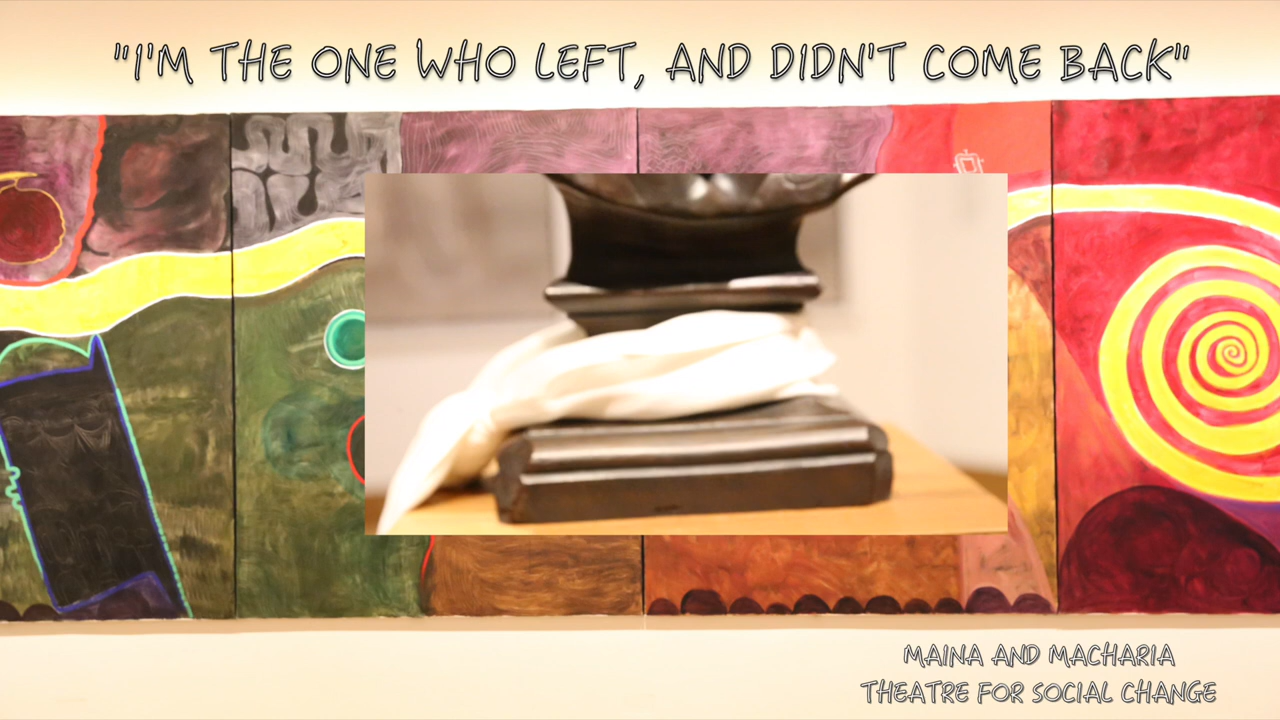 "I'M THE ONE WHO LEFT, AND DIDN'T COME BACK"
MAINA AND MACHARIA
THEATRE FOR SOCIAL CHANGE